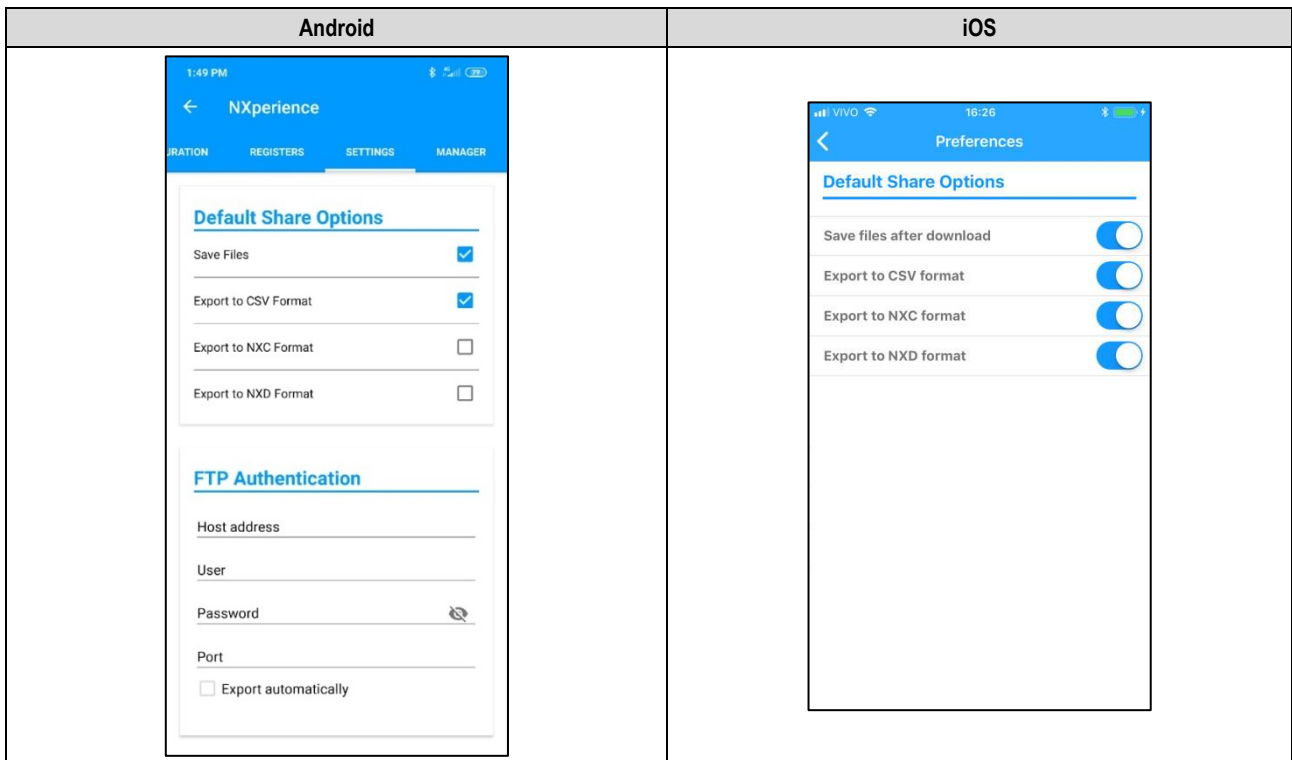 Android
iOS
1:49 PM
NXperience
URATION REGISTERS SETTINGS MANAGER
Default Share Options
Save Files
Export to CSV Format
Export to NXC Format
Export to NXD Format
FTP Authentication
Host address
User
Password
Port
Export automatically
VIVO 16:26
Preferences
Default Share Options
Save files after download
Export to CSV format
Export to NXC format
Export to NXD format